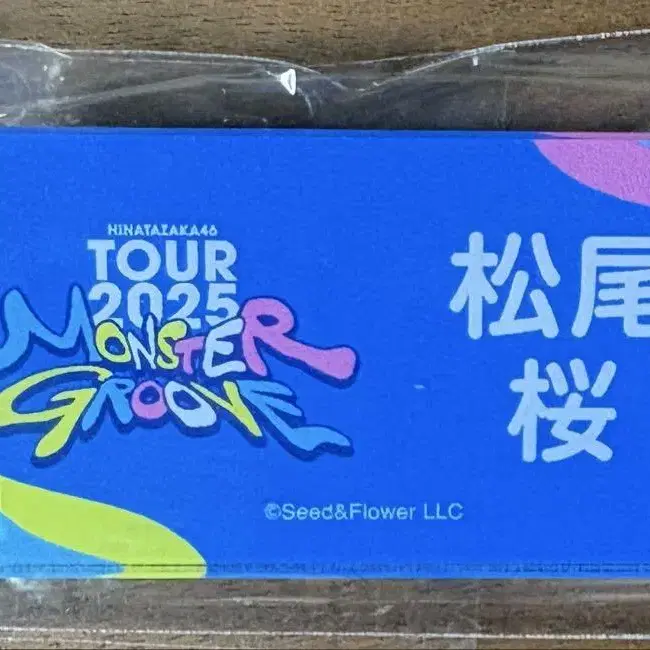 HINATAZAKA46
TOUR
2025
MONSTER
GROOVE
松尾
桜
©Seed&Flower LLC